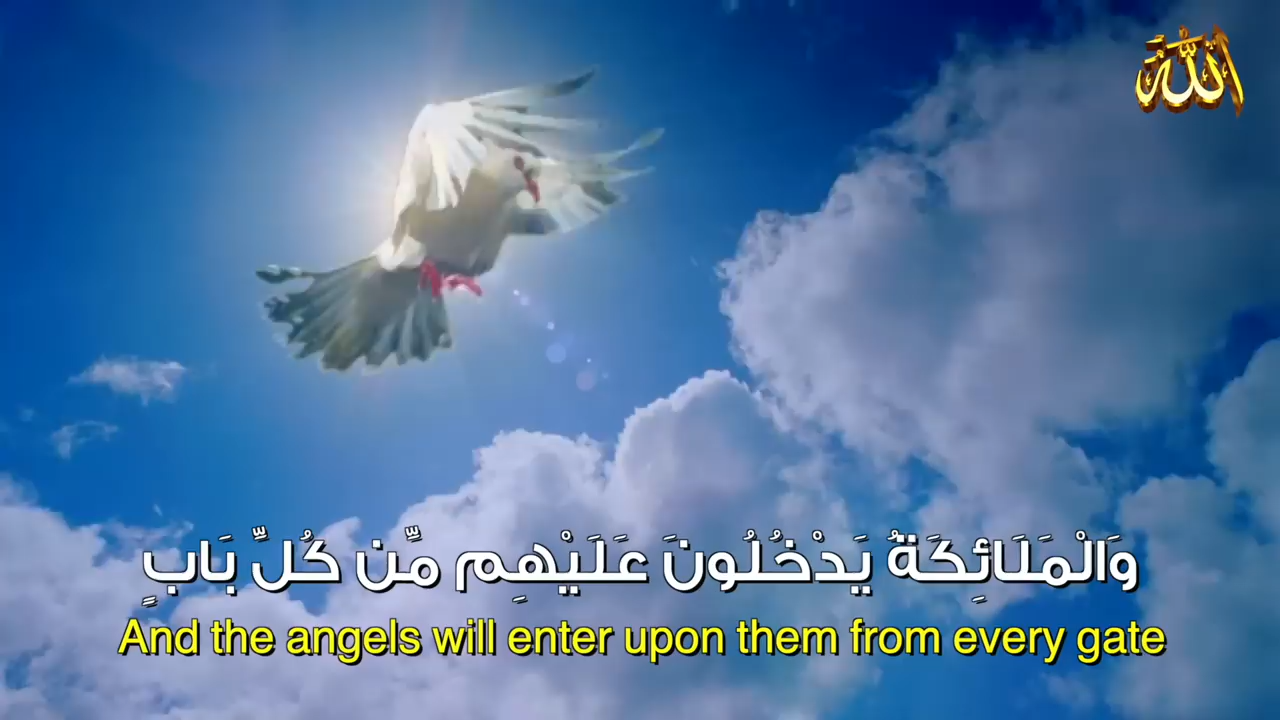 الله
وَالْمَلَائِكَةُ يَدْخُلُونَ عَلَيْهِم مِّن كُلِّ بَابٍ
And the angels will enter upon them from every gate